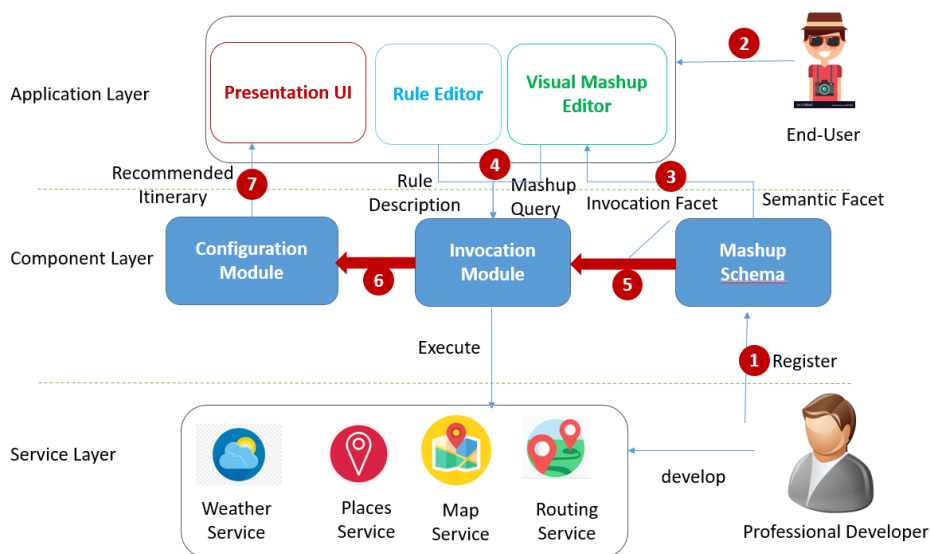 2
Presentation UI
Rule Editor
Visual Mashup
Editor
Application Layer
End-User
4
3
7
Recommended
Itinerary
Rule
Description
Mashup
Query
Invocation Facet
Semantic Facet
Component Layer
Configuration
Module
Invocation
Module
Mashup
Schema
6
5
Execute
1
Register
Service Layer
develop
Weather
Service
Places
Service
Map
Service
Routing
Service
Professional Developer